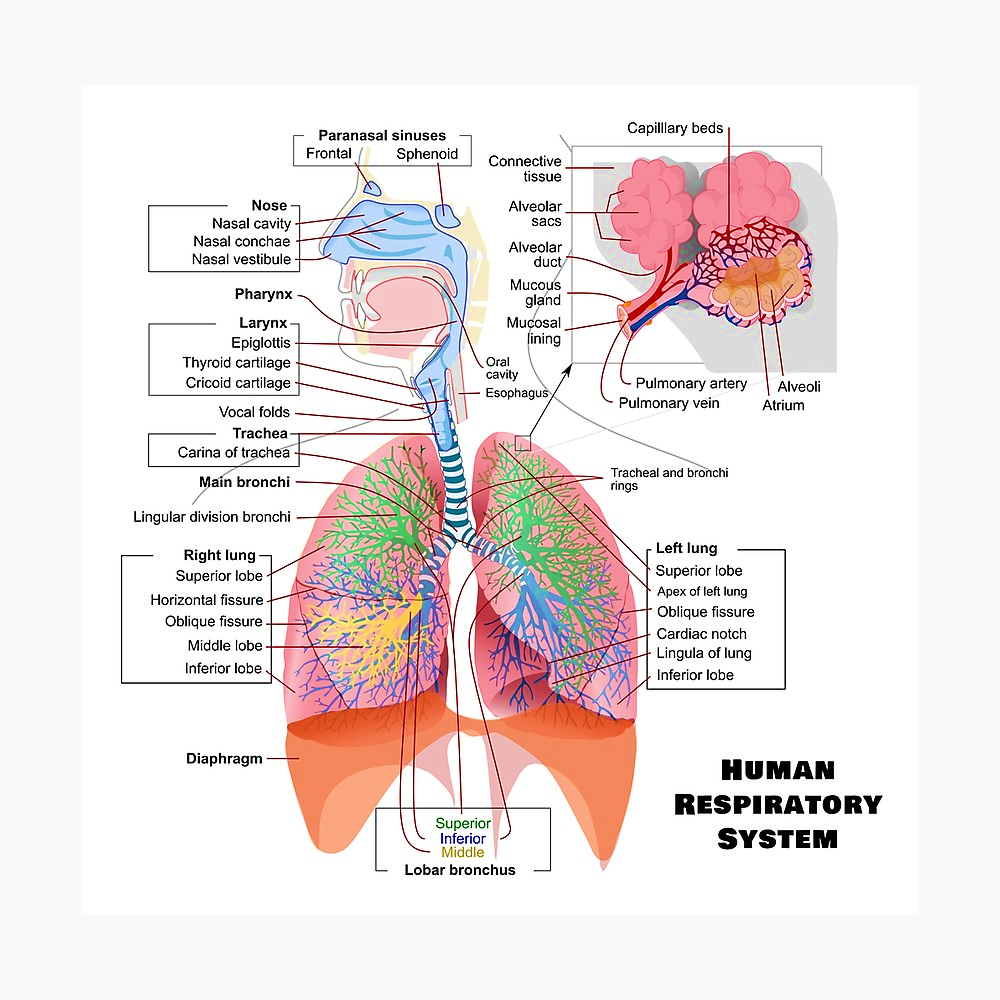 Paranasal sinuses
Frontal
Sphenoid
Nose
Nasal cavity
Nasal conchae
Nasal vestibule
Pharynx
Larynx
Epiglottis
Thyroid cartilage
Cricoid cartilage
Vocal folds
Trachea
Carina of trachea
Main bronchi
Lingular division bronchi
Right lung
Superior lobe
Horizontal fissure
Oblique fissure
Middle lobe
Inferior lobe
Diaphragm
Oral
cavity
Esophagus
Capillary beds
Connective
tissue
Alveolar
sacs
Alveolar
duct
Mucous
gland
Mucosal
lining
Pulmonary artery
Pulmonary vein
Alveoli
Atrium
Tracheal and bronchi
rings
Left lung
Superior lobe
Apex of left lung
Oblique fissure
Cardiac notch
Lingula of lung
Inferior lobe
Superior
Inferior
Middle
Lobar bronchus
Human
Respiratory
System